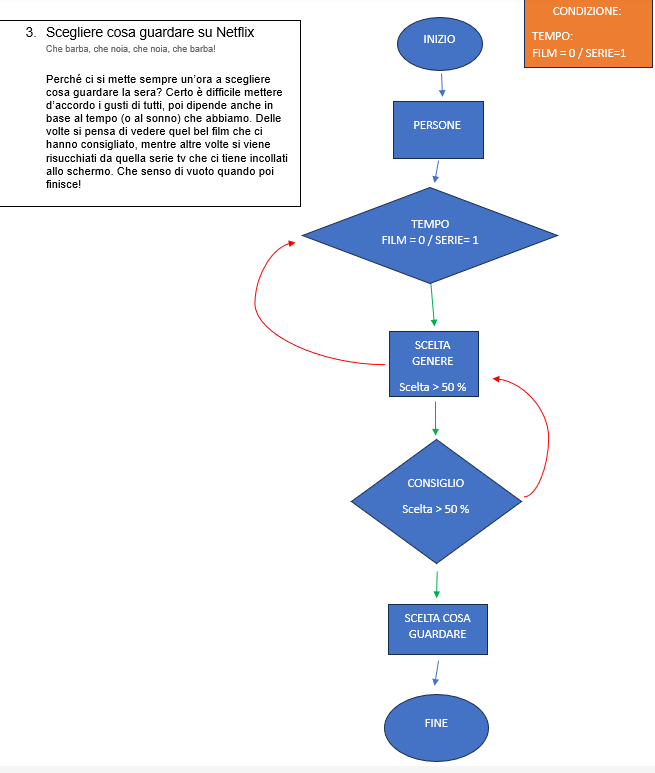 3. Scegliere cosa guardare su Netflix
Che barba, che noia, che noia, che barba!
Perché ci si mette sempre un'ora a scegliere
cosa guardare la sera? Certo è difficile mettere
d'accordo i gusti di tutti, poi dipende anche in
base al tempo (o al sonno) che abbiamo. Delle
volte si pensa di vedere quel bel film che ci
hanno consigliato, mentre altre volte si viene
risucchiati da quella serie tv che ci tiene incollati
allo schermo. Che senso di vuoto quando poi
finisce!
CONDIZIONE:
TEMPO:
FILM = 0 / SERIE=1
INIZIO
PERSONE
TEMPO
FILM = 0 / SERIE= 1
SCELTA
GENERE
Scelta > 50 %
CONSIGLIO
Scelta > 50 %
SCELTA COSA
GUARDARE
FINE